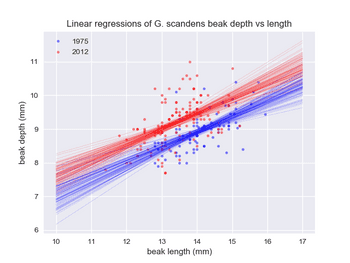 Linear regressions of G. scandens beak depth vs length
1975
2012
11
10
9
8
7
6
beak depth (mm)
10 11 12 13 14 15 16 17
beak length (mm)